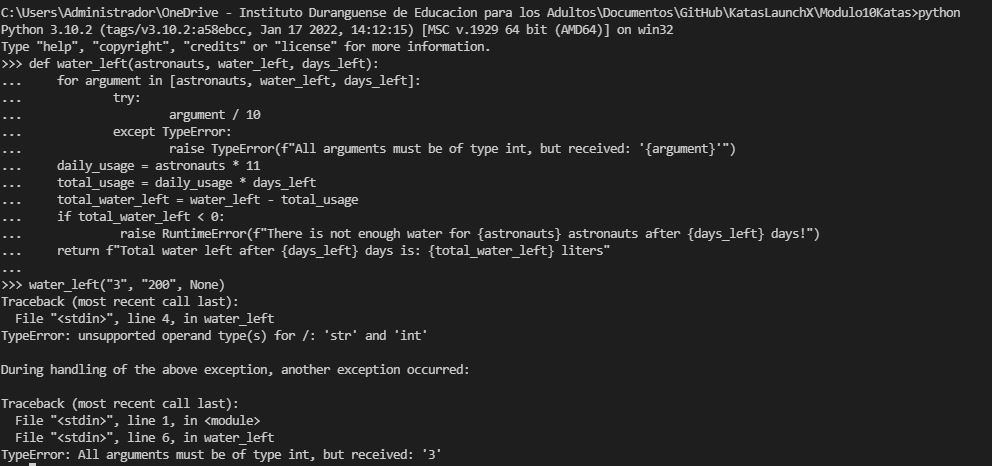 C:\Users\Administrador\OneDrive - Instituto Duranguense de Educacion para los Adultos\Documentos\GitHub\KatasLaunchX\Modulo10Katas>python
Python 3.10.2 (tags/v3.10.2:a58ebcc, Jan 17 2022, 14:12:15) [MSC v.1929 64 bit (AMD64)] on win32
Type "help", "copyright", "credits" or "license" for more information.
>>> def water_left(astronauts, water_left, days_left):
...     for argument in [astronauts, water_left, days_left]:
...             try:
...                     argument / 10
...             except TypeError:
...                     raise TypeError(f"All arguments must be of type int, but received: '{argument}'")
...     daily_usage = astronauts * 11
...     total_usage = daily_usage * days_left
...     total_water_left = water_left - total_usage
...     if total_water_left < 0:
...              raise RuntimeError(f"There is not enough water for {astronauts} astronauts after {days_left} days!")
...     return f"Total water left after {days_left} days is: {total_water_left} liters"
...
>>> water_left("3", "200", None)
Traceback (most recent call last):
  File "<stdin>", line 4, in water_left
TypeError: unsupported operand type(s) for /: 'str' and 'int'

During handling of the above exception, another exception occurred:

Traceback (most recent call last):
  File "<stdin>", line 1, in <module>
  File "<stdin>", line 6, in water_left
TypeError: All arguments must be of type int, but received: '3'